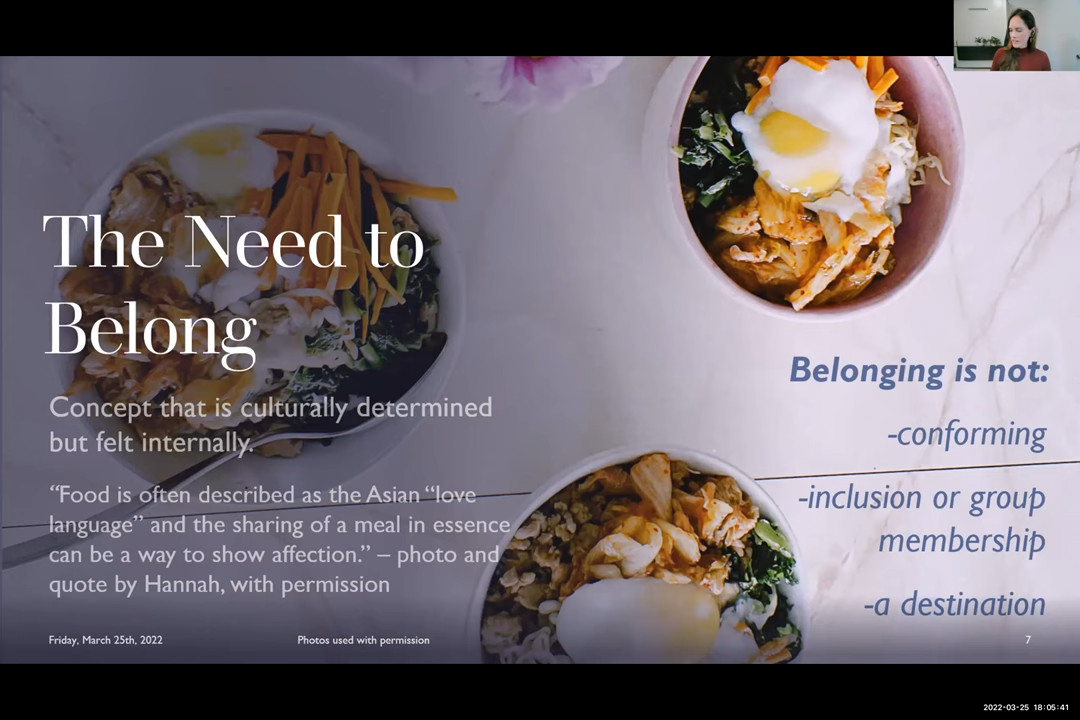 The Need to
Belong
Concept that is culturally determined
but felt internally.
“Food is often described as the Asian “love
language” and the sharing of a meal in essence
can be a way to show affection.” – photo and
quote by Hannah, with permission
Belonging is not:
-conforming
-inclusion or group
membership
-a destination
Friday, March 25th, 2022
Photos used with permission
7
2022-03-25 18:05:41